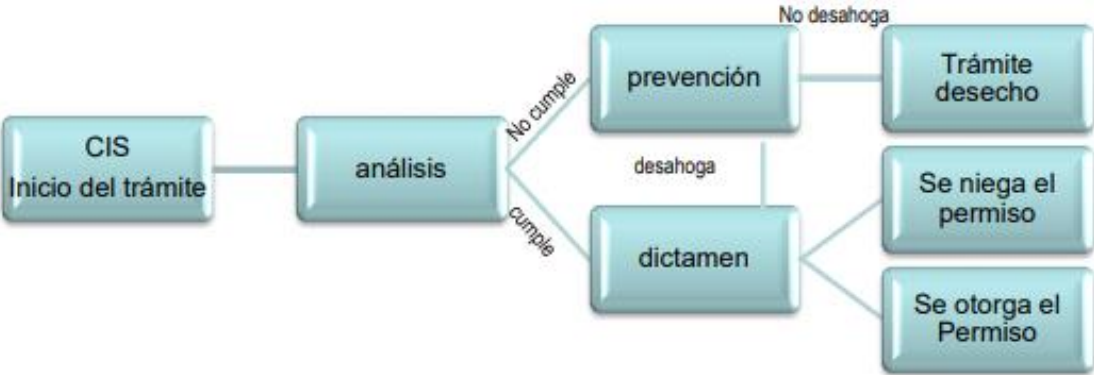 CIS
Inicio del trámite
análisis
No cumple
cumple
prevención
desahoga
dictamen
No desahoga
Trámite
desecho
Se niega el
permiso
Se otorga el
Permiso